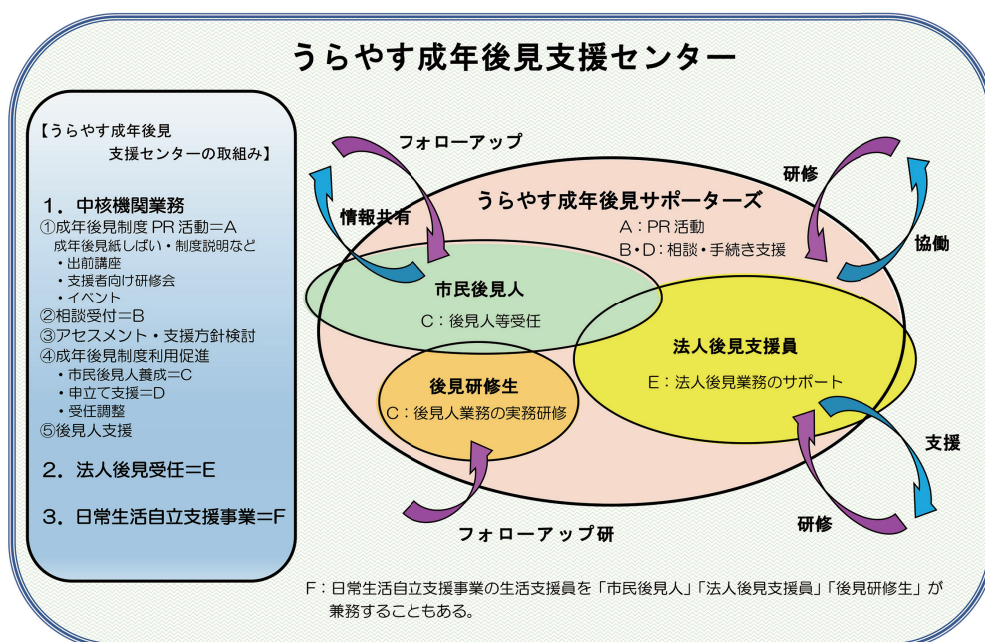 うらやす成年後見支援センター
【うらやす成年後見
支援センターの取組み】
1．中核機関業務
①成年後見制度 PR 活動＝A
成年後見紙しばい・制度説明など
・出前講座
・支援者向け研修会
・イベント
②相談受付＝B
③アセスメント・支援方針検討
④成年後見制度利用促進
・市民後見人養成＝C
・申立て支援＝D
・受任調整
⑤後見人支援
2．法人後見受任＝E
3．日常生活自立支援事業＝F
フォローアップ
情報共有
研修
協働
うらやす成年後見サポーターズ
A：PR 活動
B・D：相談・手続き支援
市民後見人
C：後見人等受任
法人後見支援員
E：法人後見業務のサポート
後見研修生
C：後見人業務の実務研修
支援
研修
フォローアップ研
F：日常生活自立支援事業の生活支援員を「市民後見人」「法人後見支援員」「後見研修生」が
兼務することもある。